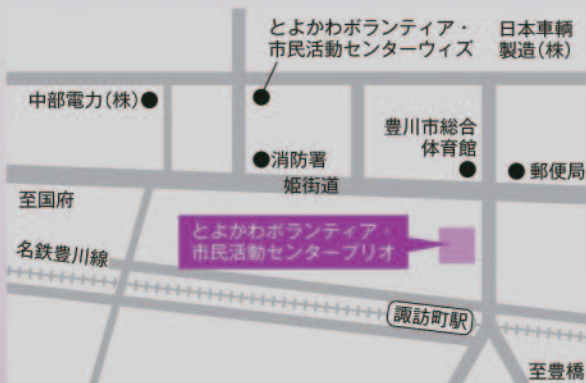 とよかわボランティア・
市民活動センターウィズ
日本車輌
製造(株)
中部電力(株)
豊川市総合
体育館
消防署
郵便局
姫街道
至国府
とよかわボランティア・
市民活動センタープリオ
名鉄豊川線
諏訪町駅
至豊橋